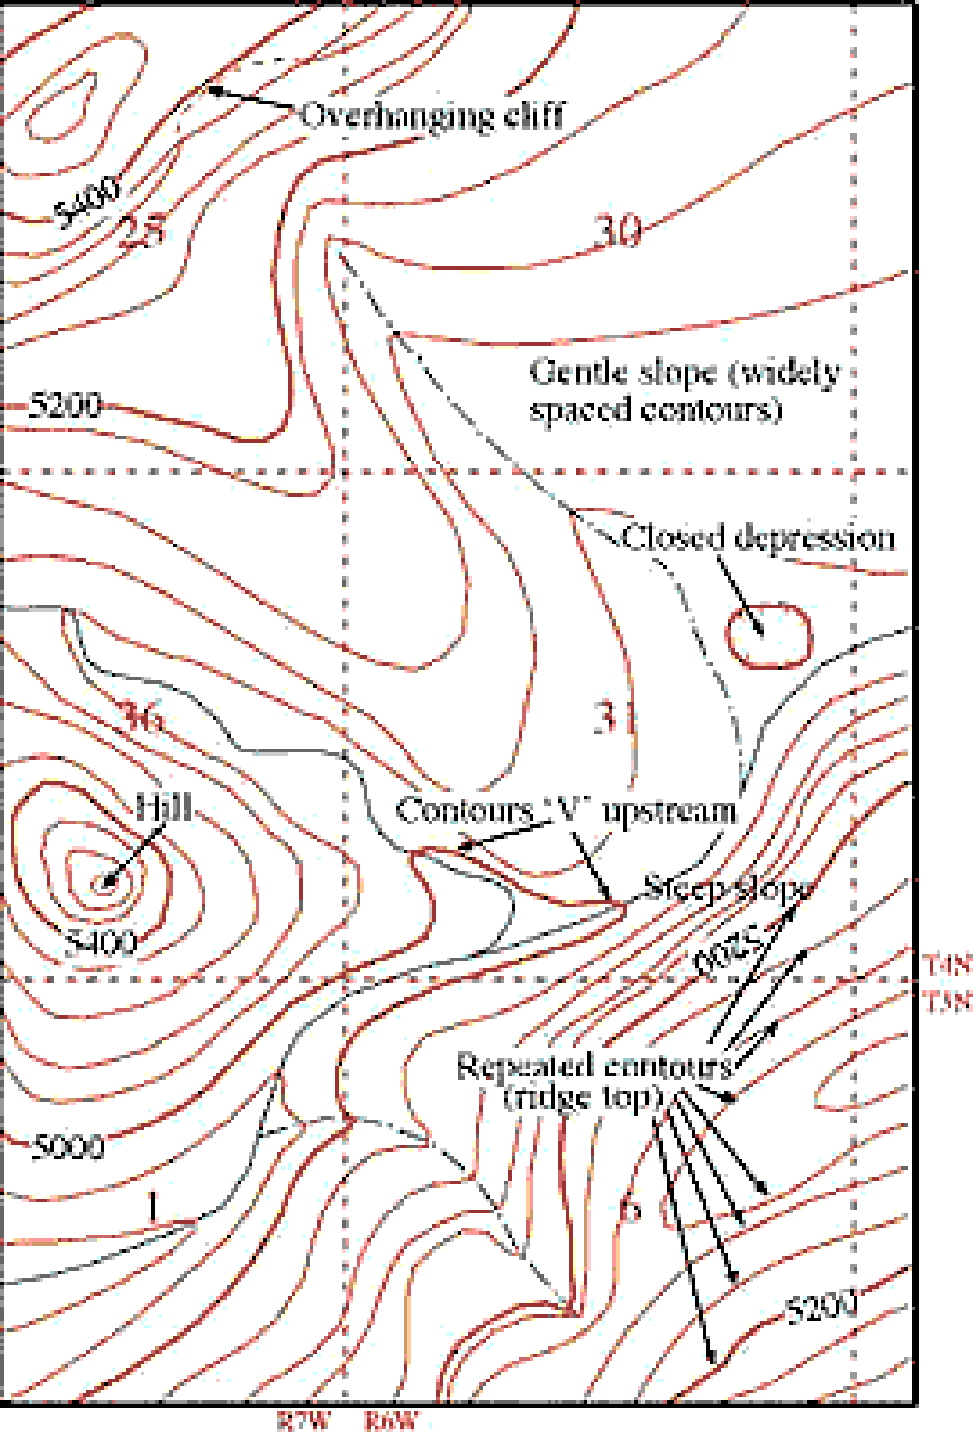 Overhanging cliff
5400
25
30
Gentle slope (widely
spaced contours)
5200
Closed depression
36
31
Hill
Contours "V" upstream
Steep slope
5400
5200
T4N
T3N
Repeated contours
(ridge top)
5000
1
6
5200
R7W R6W